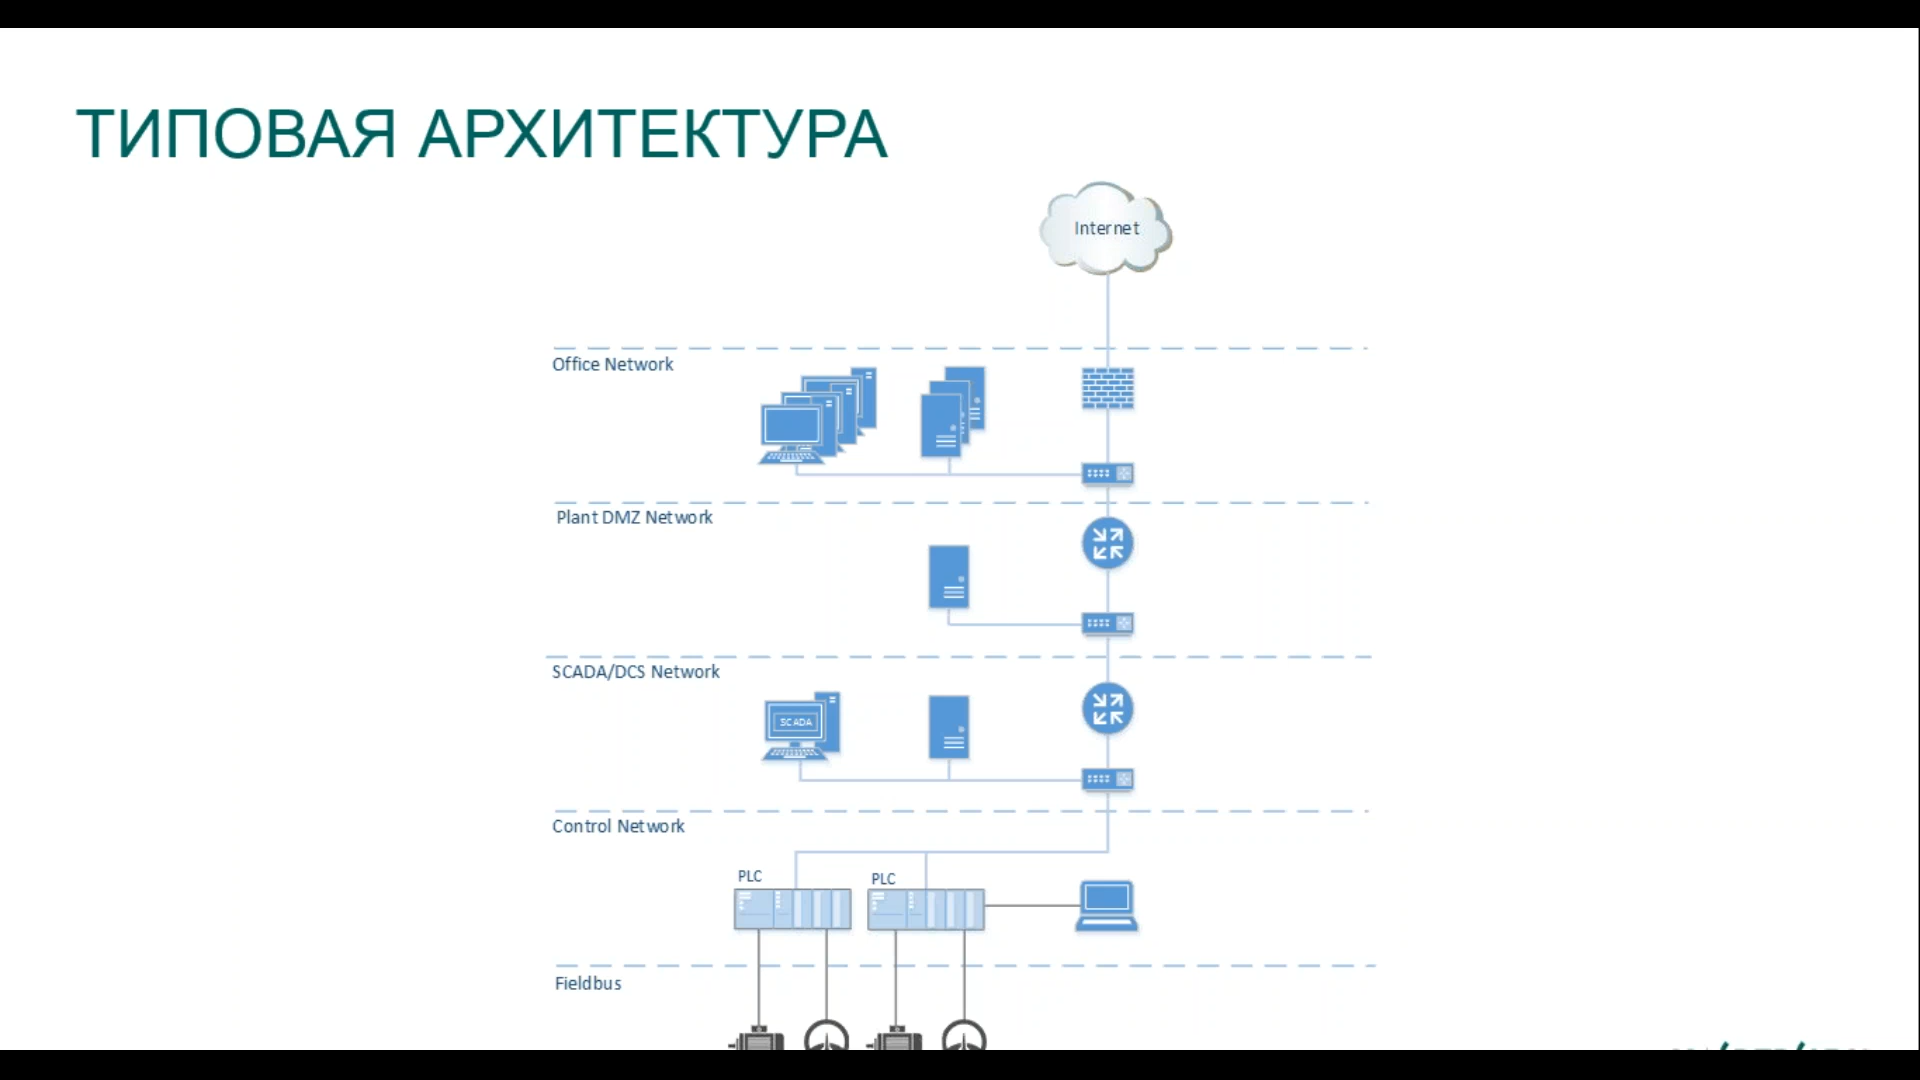 ТИПОВАЯ АРХИТЕКТУРА
Internet
Office Network
Plant DMZ Network
SCADA/DCS Network
SCADA
Control Network
PLC
PLC
Fieldbus